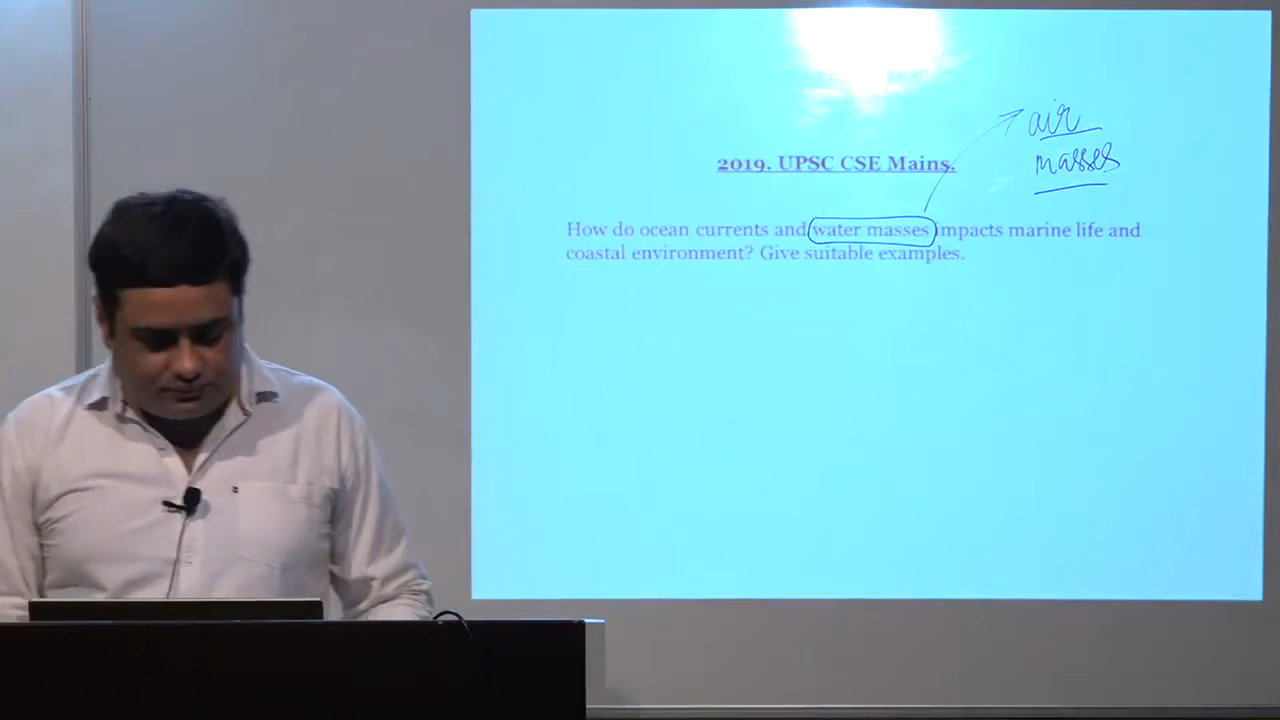 air
masses
2019. UPSC CSE Mains.
How do ocean currents and water masses impacts marine life and
coastal environment? Give suitable examples.